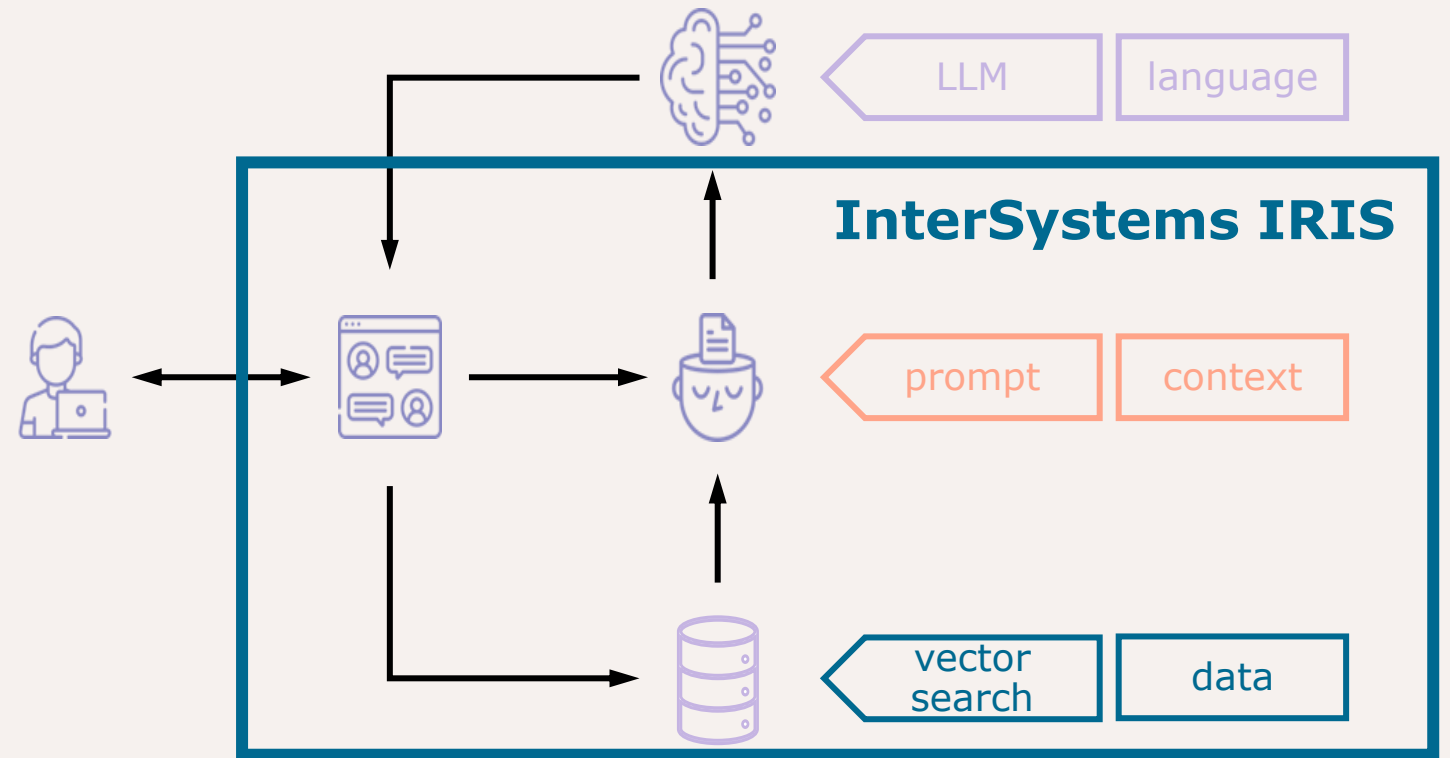 LLM
language
InterSystems IRIS
prompt
context
vector
search
data